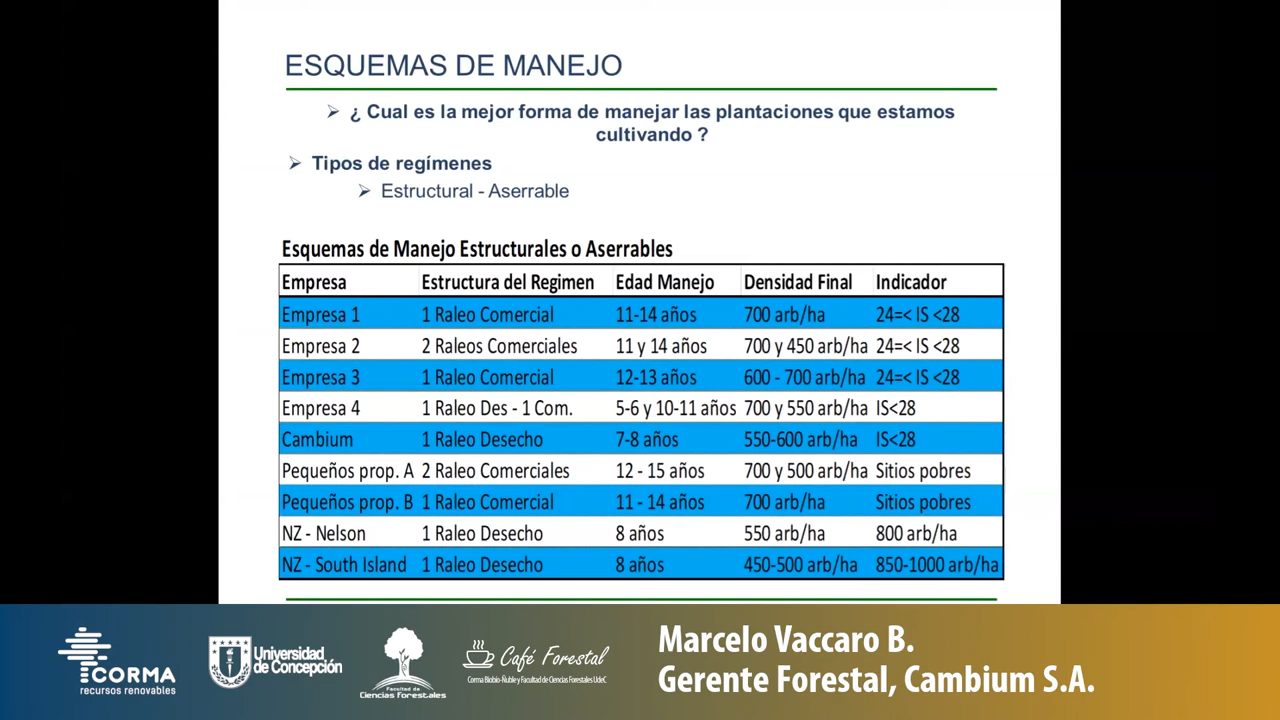 ESQUEMAS DE MANEJO
➢ ¿ Cual es la mejor forma de manejar las plantaciones que estamos
cultivando ?
➢ Tipos de regímenes
➢ Estructural - Aserrable
Esquemas de Manejo Estructurales o Aserrables
Empresa Estructura del Regimen Edad Manejo Densidad Final Indicador
Empresa 1 1 Raleo Comercial 11-14 años 700 arb/ha 24=< IS <28
Empresa 2 2 Raleos Comerciales 11 y 14 años 700 y 450 arb/ha 24=< IS <28
Empresa 3 1 Raleo Comercial 12-13 años 600 - 700 arb/ha 24=< IS <28
Empresa 4 1 Raleo Des - 1 Com. 5-6 y 10-11 años 700 y 550 arb/ha IS<28
Cambium 1 Raleo Desecho 7-8 años 550-600 arb/ha IS<28
Pequeños prop. A 2 Raleo Comerciales 12 - 15 años 700 y 500 arb/ha Sitios pobres
Pequeños prop. B 1 Raleo Comercial 11 - 14 años 700 arb/ha Sitios pobres
NZ - Nelson 1 Raleo Desecho 8 años 550 arb/ha 800 arb/ha
NZ - South Island 1 Raleo Desecho 8 años 450-500 arb/ha 850-1000 arb/ha
CORMA
recursos renovables
Universidad
de Concepción
Facultad de
Ciencias Forestales
Café Forestal
Corma Biobío-Ñuble y Facultad de Ciencias Forestales UdeC
Marcelo Vaccaro B.
Gerente Forestal, Cambium S.A.